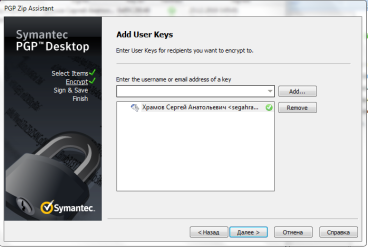 PGP Zip Assistant
Symantec
PGP™Desktop
Select Items
Encrypt
Sign & Save
Finish
Symantec.
Add User Keys
Enter User Keys for recipients you want to encrypt to.
Enter the username or email address of a key
Add...
Храмов Сергей Анатольевич <segahra...
Remove
< Назад
Далее >
Отмена
Справка